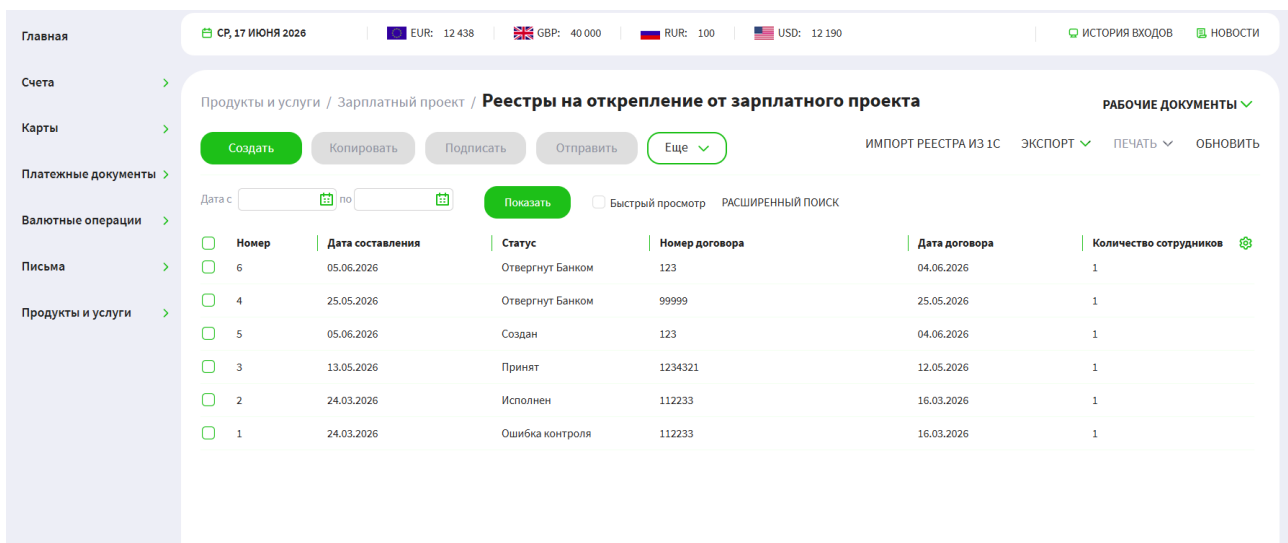 Главная
СР, 17 ИЮНЯ 2026 EUR: 12 438 GBP: 40 000 RUR: 100 USD: 12 190 ИСТОРИЯ ВХОДОВ НОВОСТИ
Счета
Продукты и услуги / Зарплатный проект / Реестры на открепление от зарплатного проекта РАБОЧИЕ ДОКУМЕНТЫ
Карты
Создать Копировать Подписать Отправить Еще ИМПОРТ РЕЕСТРА ИЗ 1С ЭКСПОРТ ПЕЧАТЬ ОБНОВИТЬ
Платежные документы
Дата с по Показать Быстрый просмотр РАСШИРЕННЫЙ ПОИСК
Валютные операции
Номер Дата составления Статус Номер договора Дата договора Количество сотрудников
Письма
6 05.06.2026 Отвергнут Банком 123 04.06.2026 1
4 25.05.2026 Отвергнут Банком 99999 25.05.2026 1
Продукты и услуги
5 05.06.2026 Создан 123 04.06.2026 1
3 13.05.2026 Принят 1234321 12.05.2026 1
2 24.03.2026 Исполнен 112233 16.03.2026 1
1 24.03.2026 Ошибка контроля 112233 16.03.2026 1